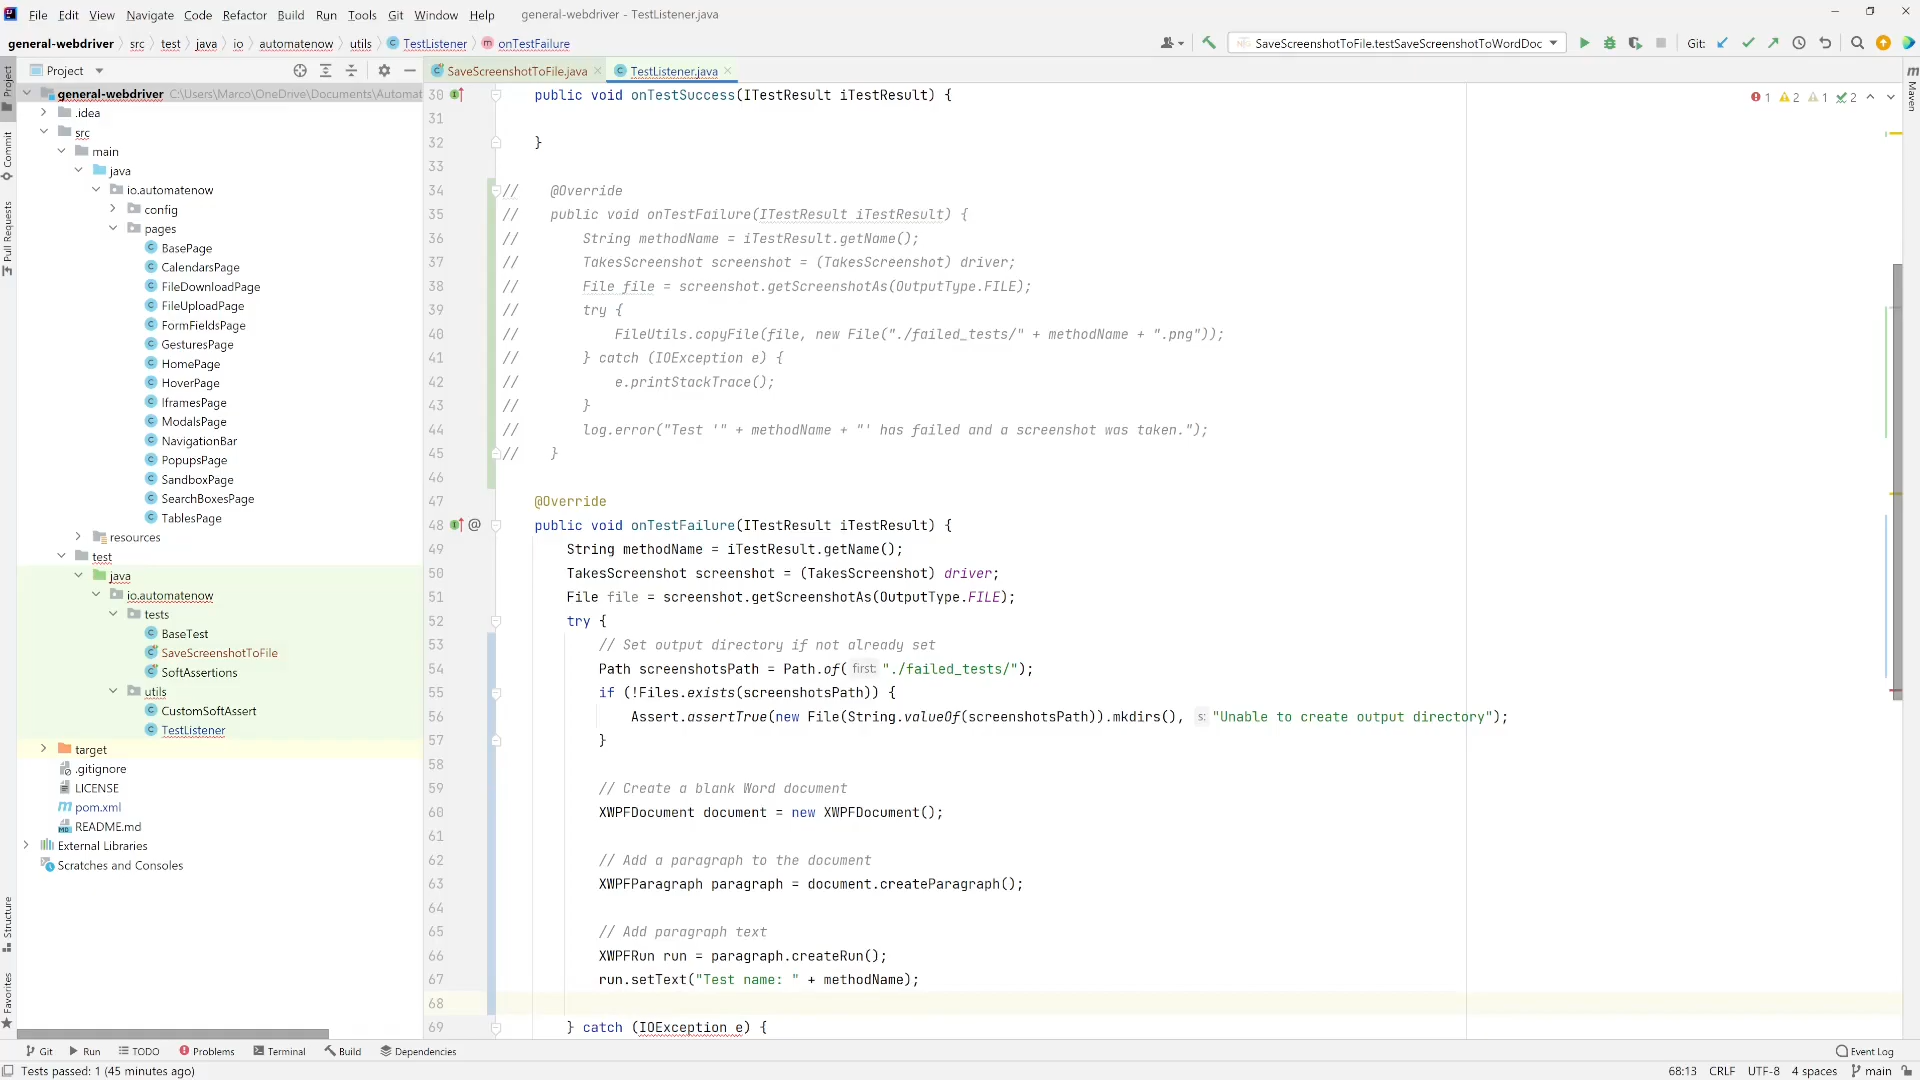 File Edit View Navigate Code Refactor Build Run Tools Git Window Help general-webdriver - TestListener.java
general-webdriver src test java io automatenow utils TestListener onTestFailure SaveScreenshotToFile.testSaveScreenshotToWordDoc Git:
Project
SaveScreenshotToFile.java TestListener.java
general-webdriver C:\Users\Marco\OneDrive\Documents\Automat
.idea
src
main
java
io.automatenow
config
pages
BasePage
CalendarsPage
FileDownloadPage
FileUploadPage
FormFieldsPage
GesturesPage
HomePage
HoverPage
IframesPage
ModalsPage
NavigationBar
PopupsPage
SandboxPage
SearchBoxesPage
TablesPage
resources
test
java
io.automatenow
tests
BaseTest
SaveScreenshotToFile
SoftAssertions
utils
CustomSoftAssert
TestListener
target
.gitignore
LICENSE
pom.xml
README.md
External Libraries
Scratches and Consoles
Project
Commit
Pull Requests
Structure
Favorites
Maven
1 2 1 2
30 public void onTestSuccess(ITestResult iTestResult) {
31
32 }
33
34 // @Override
35 // public void onTestFailure(ITestResult iTestResult) {
36 // String methodName = iTestResult.getName();
37 // TakesScreenshot screenshot = (TakesScreenshot) driver;
38 // File file = screenshot.getScreenshotAs(OutputType.FILE);
39 // try {
40 // FileUtils.copyFile(file, new File("./failed_tests/" + methodName + ".png"));
41 // } catch (IOException e) {
42 // e.printStackTrace();
43 // }
44 // log.error("Test '" + methodName + "' has failed and a screenshot was taken.");
45 // }
46
47 @Override
48 @ public void onTestFailure(ITestResult iTestResult) {
49 String methodName = iTestResult.getName();
50 TakesScreenshot screenshot = (TakesScreenshot) driver;
51 File file = screenshot.getScreenshotAs(OutputType.FILE);
52 try {
53 // Set output directory if not already set
54 Path screenshotsPath = Path.of( first: "./failed_tests/");
55 if (!Files.exists(screenshotsPath)) {
56 Assert.assertTrue(new File(String.valueOf(screenshotsPath)).mkdirs(), s: "Unable to create output directory");
57 }
58
59 // Create a blank Word document
60 XWPFDocument document = new XWPFDocument();
61
62 // Add a paragraph to the document
63 XWPFParagraph paragraph = document.createParagraph();
64
65 // Add paragraph text
66 XWPFRun run = paragraph.createRun();
67 run.setText("Test name: " + methodName);
68
69 } catch (IOException e) {
Git Run TODO Problems Terminal Build Dependencies Event Log
Tests passed: 1 (45 minutes ago) 68:13 CRLF UTF-8 4 spaces main